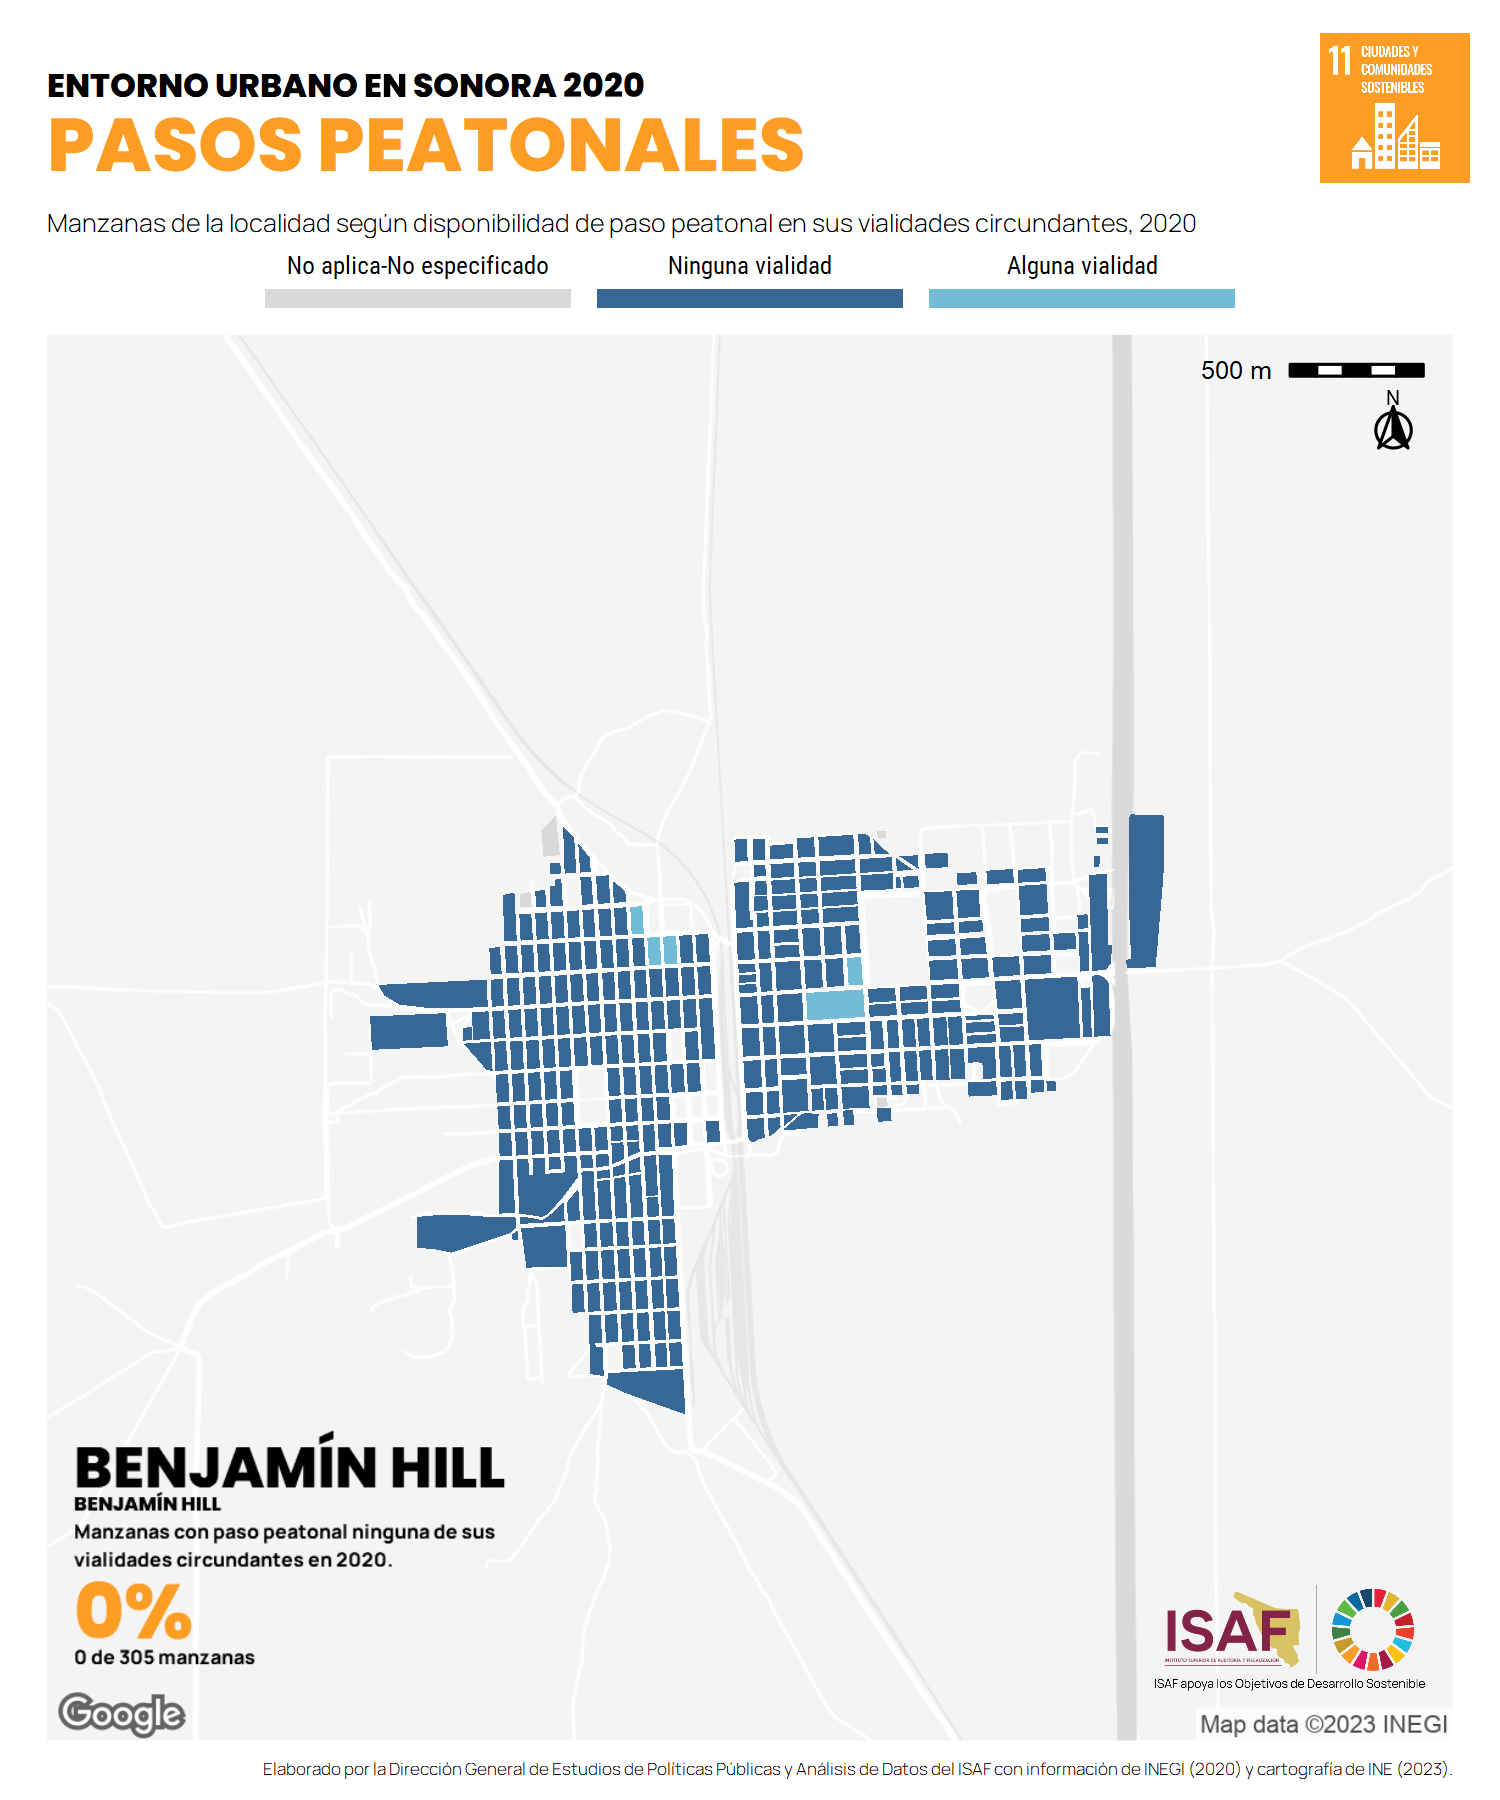 ENTORNO URBANO EN SONORA 2020
PASOS PEATONALES
11 CIUDADES Y
COMUNIDADES
SOSTENIBLES
Manzanas de la localidad según disponibilidad de paso peatonal en sus vialidades circundantes, 2020
No aplica-No especificado
Ninguna vialidad
Alguna vialidad
500 m
N
BENJAMÍN HILL
BENJAMÍN HILL
Manzanas con paso peatonal ninguna de sus
vialidades circundantes en 2020.
0%
0 de 305 manzanas
Google
ISAF
INSTITUTO SUPERIOR DE AUDITORÍA Y FISCALIZACIÓN
ISAF apoya los Objetivos de Desarrollo Sostenible
Map data ©2023 INEGI
Elaborado por la Dirección General de Estudios de Políticas Públicas y Análisis de Datos del ISAF con información de INEGI (2020) y cartografía de INE (2023).